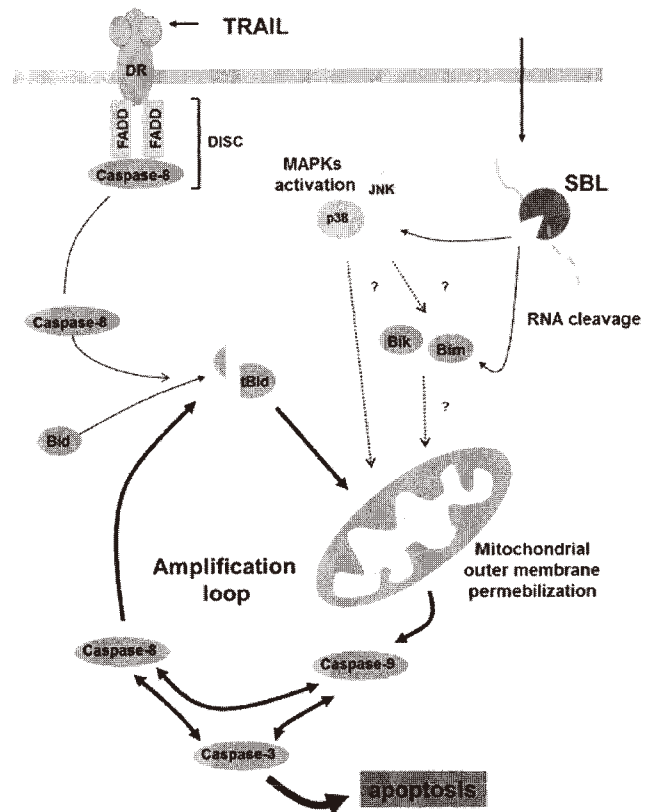 TRAIL
DR
FADD
FADD
DISC
Caspase-8
MAPKs
activation
JNK
p38
SBL
?
?
RNA cleavage
Caspase-8
Blk
Bim
tBid
?
Bid
Amplification
loop
Mitochondrial
outer membrane
permebilization
Caspase-8
Caspase-9
Caspase-3
apoptosis